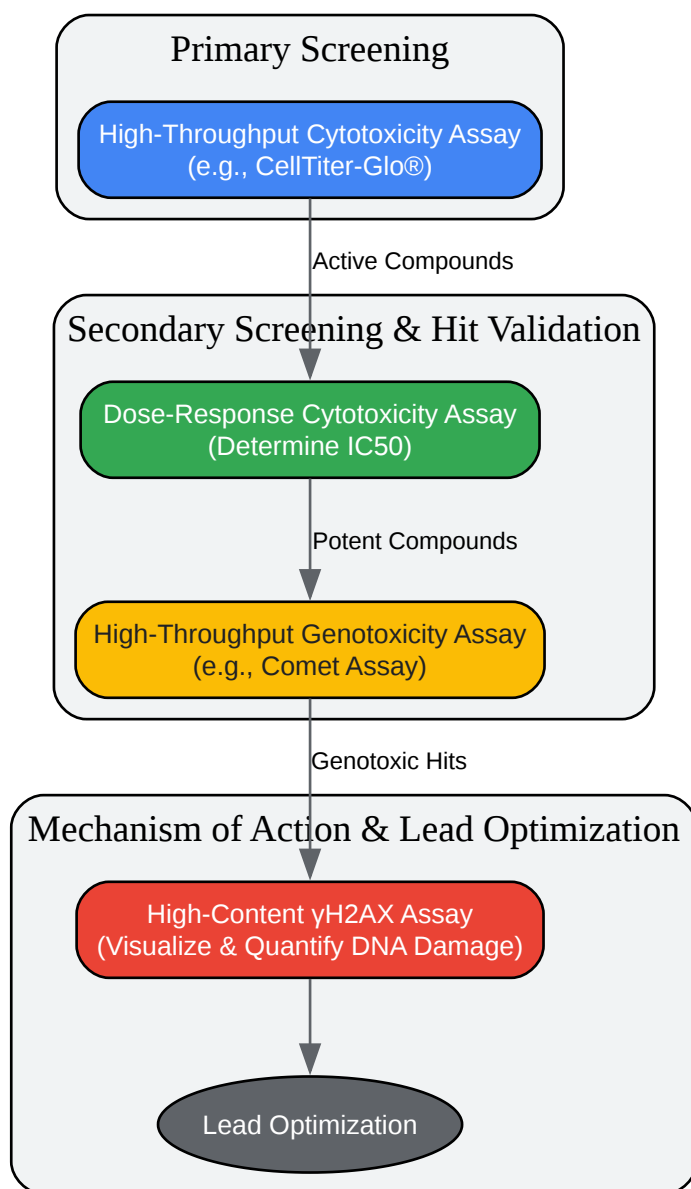 Primary Screening
High-Throughput Cytotoxicity Assay
(e.g., CellTiter-Glo®)
Active Compounds
Secondary Screening & Hit Validation
Dose-Response Cytotoxicity Assay
(Determine IC50)
Potent Compounds
High-Throughput Genotoxicity Assay
(e.g., Comet Assay)
Genotoxic Hits
Mechanism of Action & Lead Optimization
High-Content γH2AX Assay
(Visualize & Quantify DNA Damage)
Lead Optimization